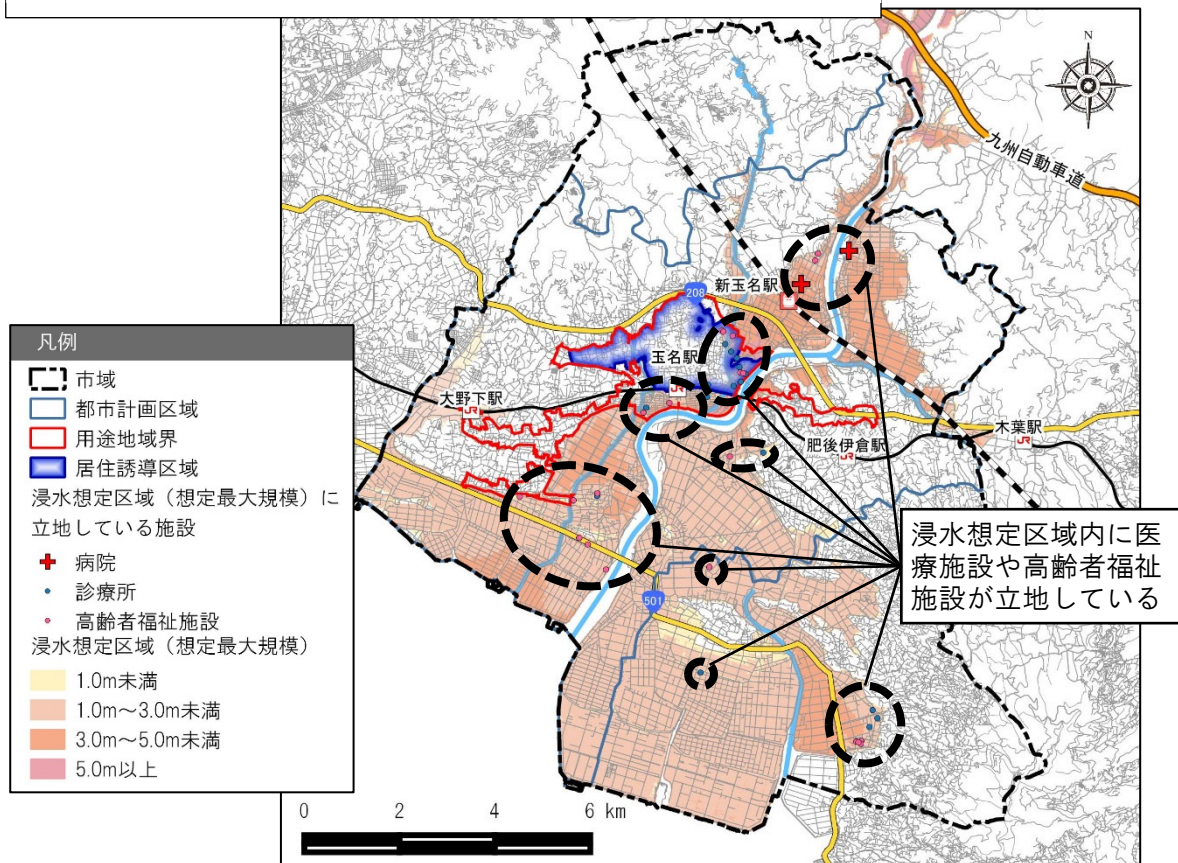 N
九州自動車道
新玉名駅
208
玉名駅
JR
大野下駅
JR
木葉駅
JR
肥後伊倉駅
JR
501
浸水想定区域内に医
療施設や高齢者福祉
施設が立地している
凡例
市域
都市計画区域
用途地域界
居住誘導区域
浸水想定区域（想定最大規模）に
立地している施設
病院
診療所
高齢者福祉施設
浸水想定区域（想定最大規模）
1.0m未満
1.0m～3.0m未満
3.0m～5.0m未満
5.0m以上
0 2 4 6 km